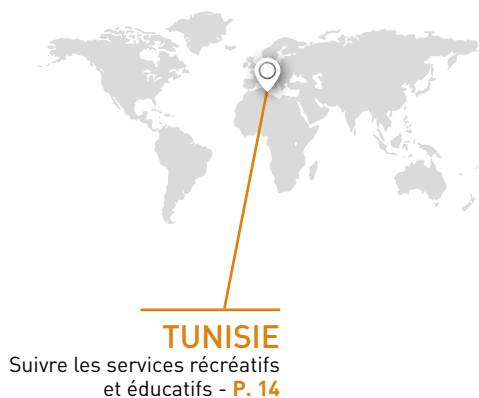 TUNISIE
Suivre les services récréatifs
et éducatifs - P. 14